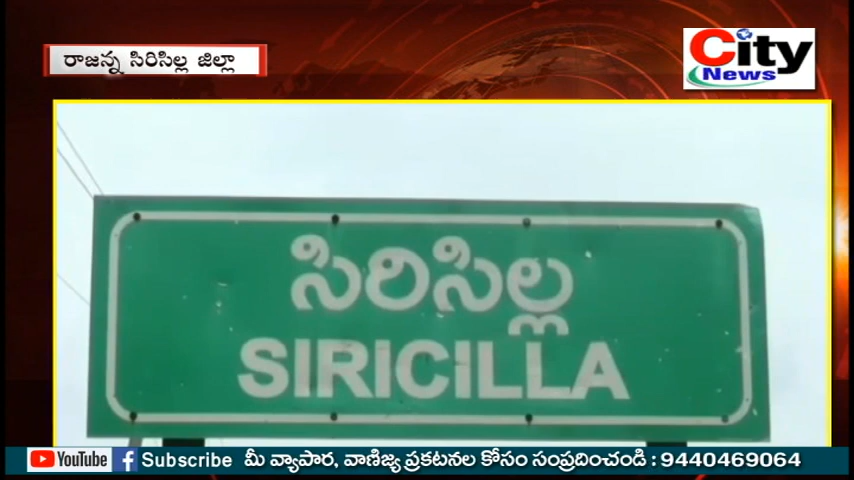 రాజన్న సిరిసిల్ల జిల్లా
City
News
సిరిసిల్ల
SIRICILLA
YouTube f Subscribe మీ వ్యాపార, వాణిజ్య ప్రకటనల కోసం సంప్రదించండి : 9440469064